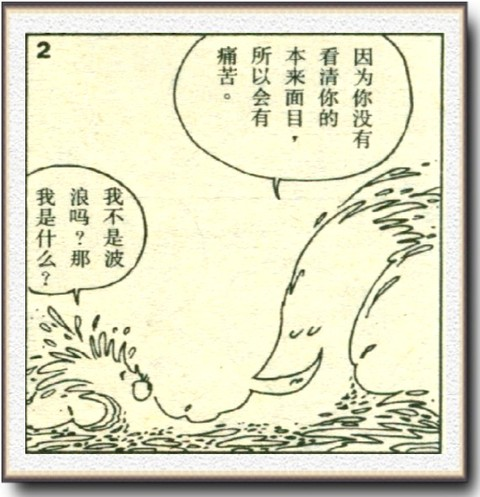 2
因为你没有
看清你的
本来面目，
所以会有
痛苦。
我不是波
浪吗？那
我是什么？